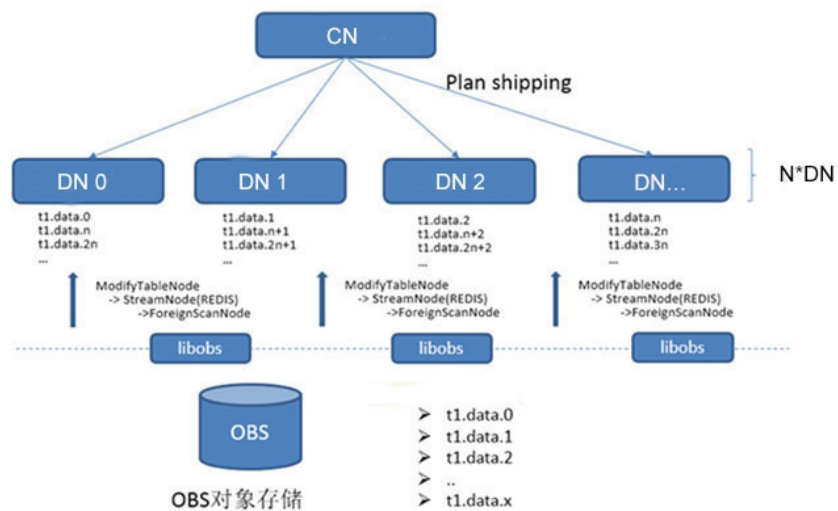 CN
Plan shipping
DN 0
DN 1
DN 2
DN...
N*DN
t1.data.0
t1.data.n
t1.data.2n
...
t1.data.1
t1.data.n+1
t1.data.2n+1
...
t1.data.2
t1.data.n+2
t1.data.2n+2
...
t1.data.n
t1.data.2n
t1.data.3n
...
ModifyTableNode
-> StreamNode(REDIS)
->ForeignScanNode
ModifyTableNode
-> StreamNode(REDIS)
->ForeignScanNode
ModifyTableNode
-> StreamNode(REDIS)
->ForeignScanNode
libobs
libobs
libobs
OBS
OBS对象存储
➢ t1.data.0
➢ t1.data.1
➢ t1.data.2
➢ ..
➢ t1.data.x